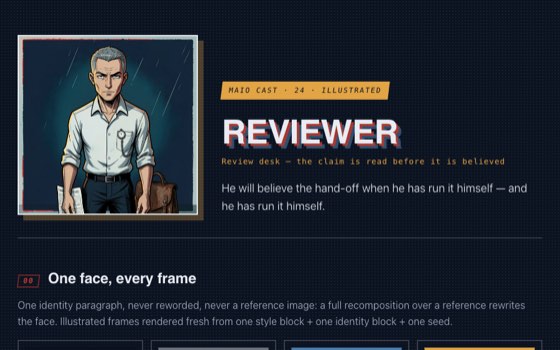 MAIO CAST · 24 · ILLUSTRATED
REVIEWER
Review desk — the claim is read before it is believed
He will believe the hand-off when he has run it himself — and
he has run it himself.
00
One face, every frame
One identity paragraph, never reworded, never a reference image: a full recomposition over a reference rewrites
the face. Illustrated frames rendered fresh from one style block + one identity block + one seed.